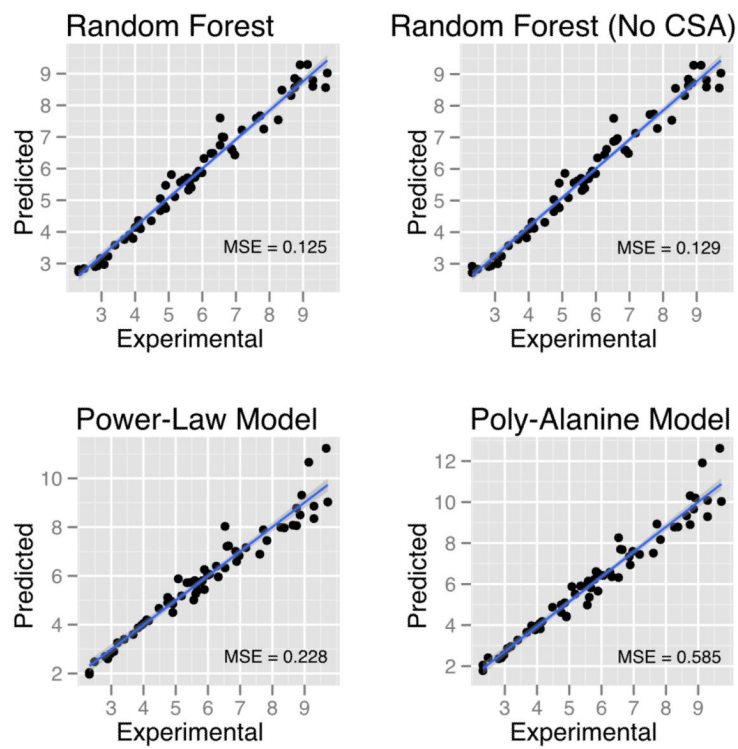 Random Forest
Predicted
9
8
7
6
5
4
3
MSE = 0.125
3 4 5 6 7 8 9
Experimental
Random Forest (No CSA)
Predicted
9
8
7
6
5
4
3
MSE = 0.129
3 4 5 6 7 8 9
Experimental
Power-Law Model
Predicted
10
8
6
4
2
MSE = 0.228
3 4 5 6 7 8 9
Experimental
Poly-Alanine Model
Predicted
12
10
8
6
4
2
MSE = 0.585
3 4 5 6 7 8 9
Experimental